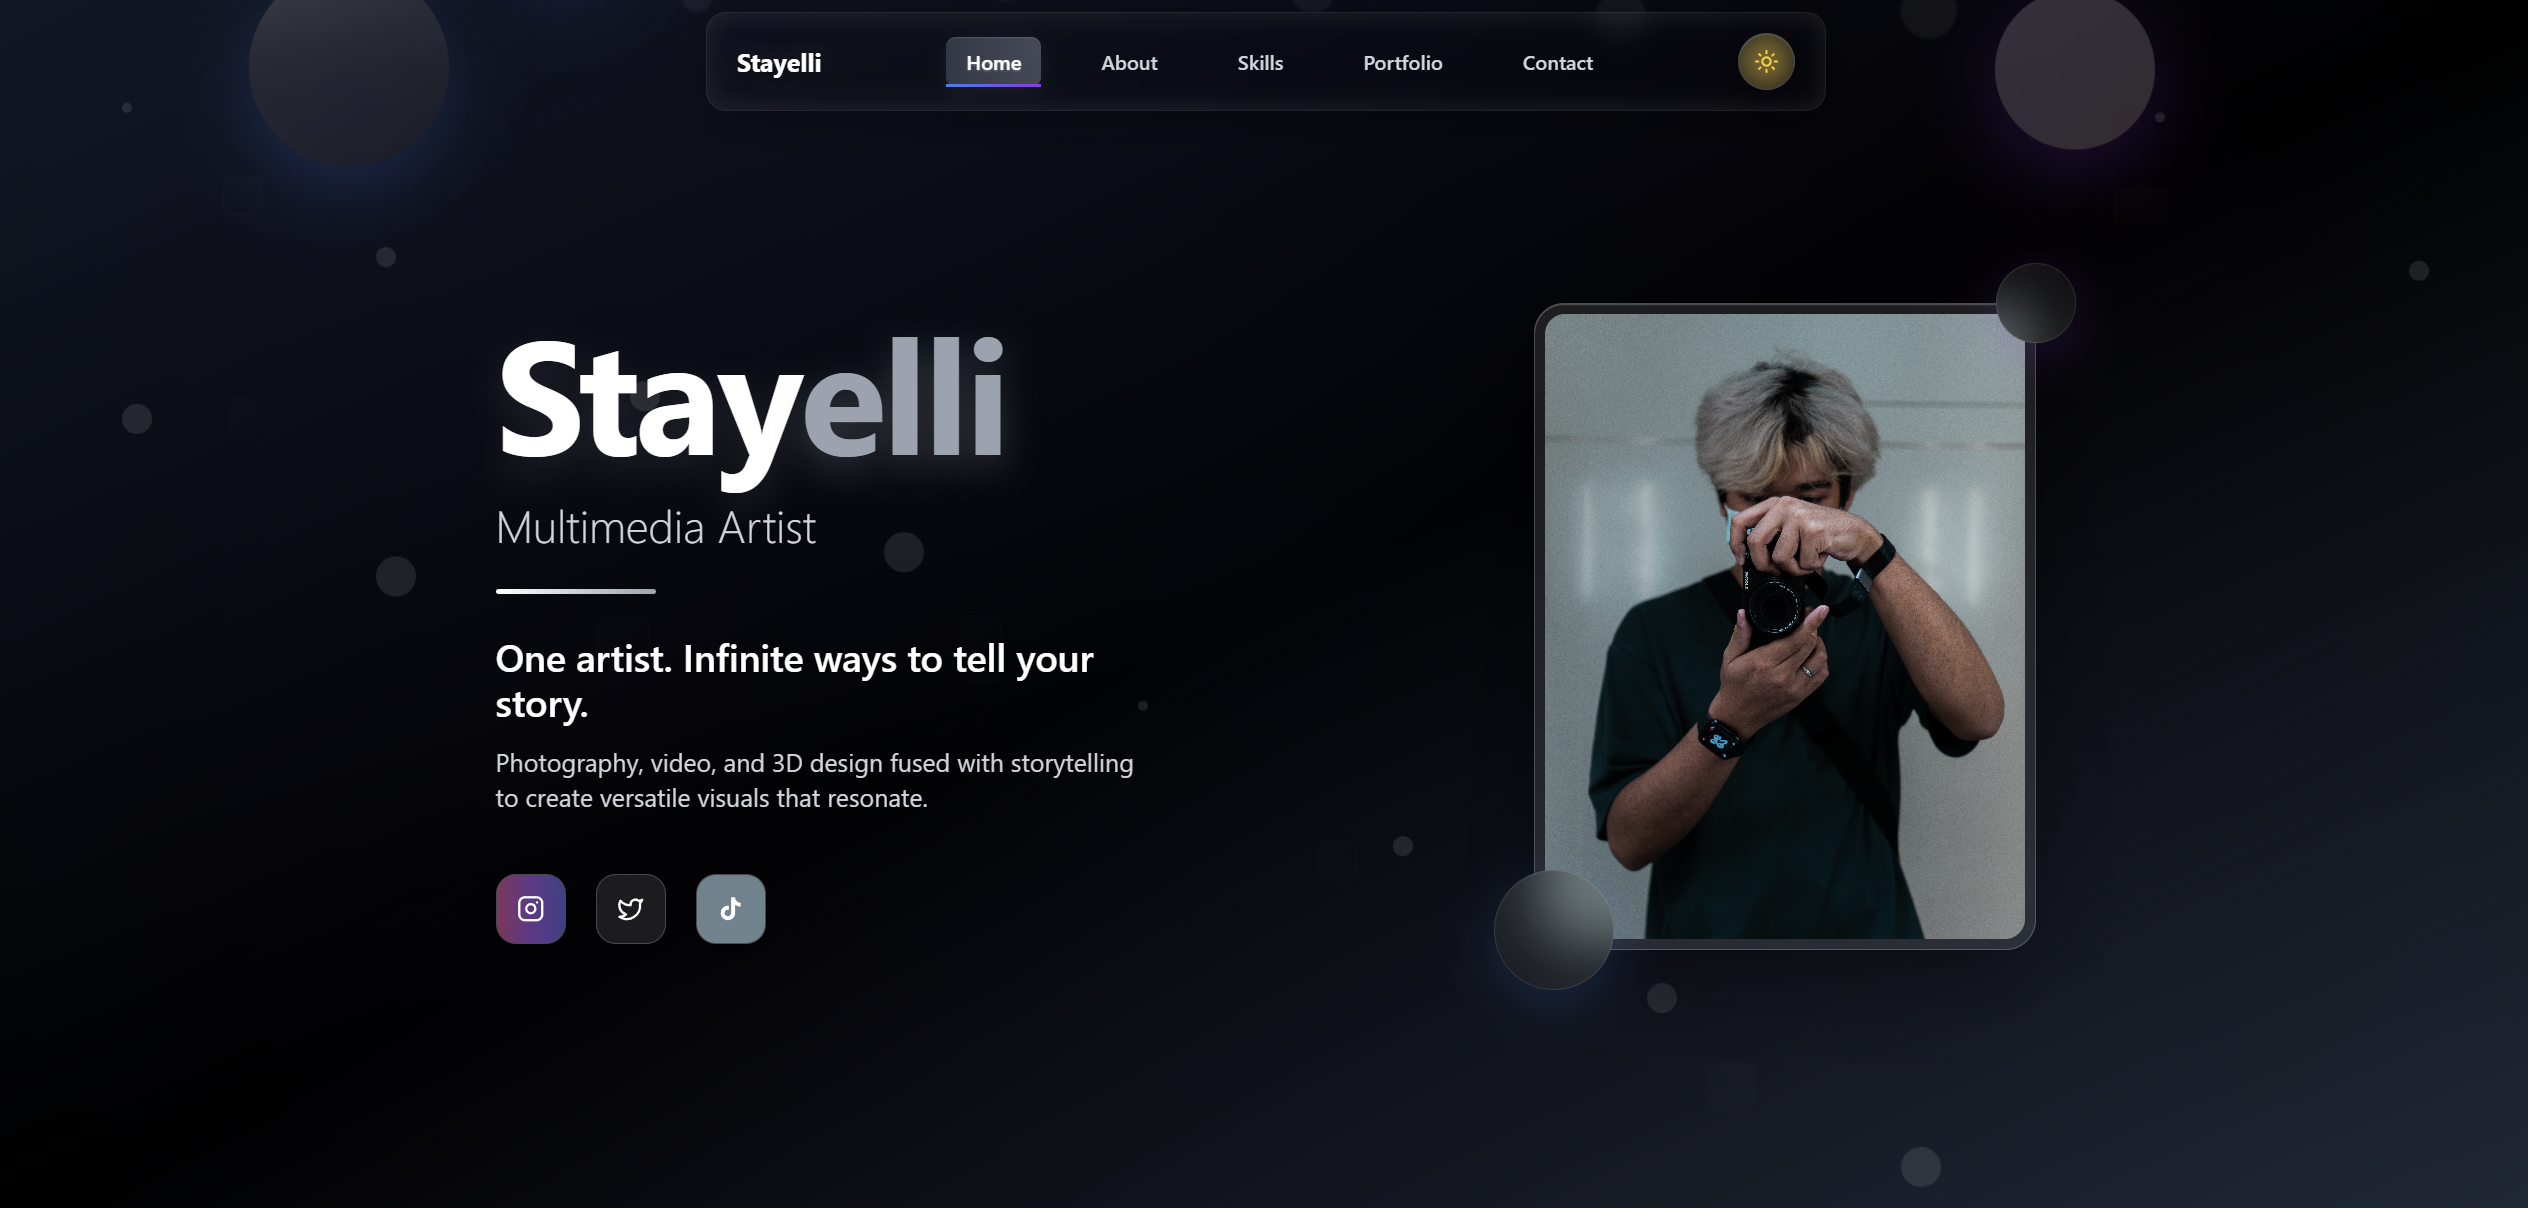 Stayelli
Home
About
Skills
Portfolio
Contact
Stayelli
Multimedia Artist
One artist. Infinite ways to tell your
story.
Photography, video, and 3D design fused with storytelling
to create versatile visuals that resonate.